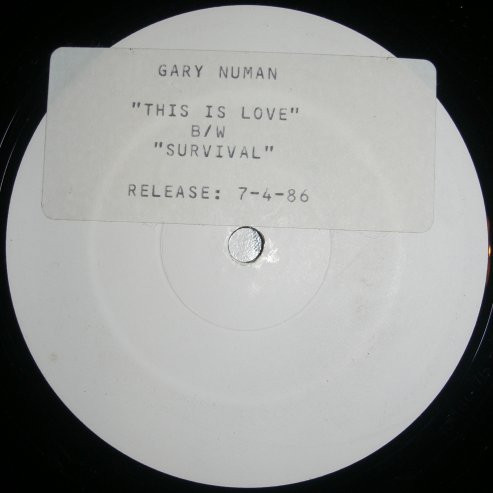 GARY NUMAN
"THIS IS LOVE"
B/W
"SURVIVAL"
RELEASE: 7-4-86